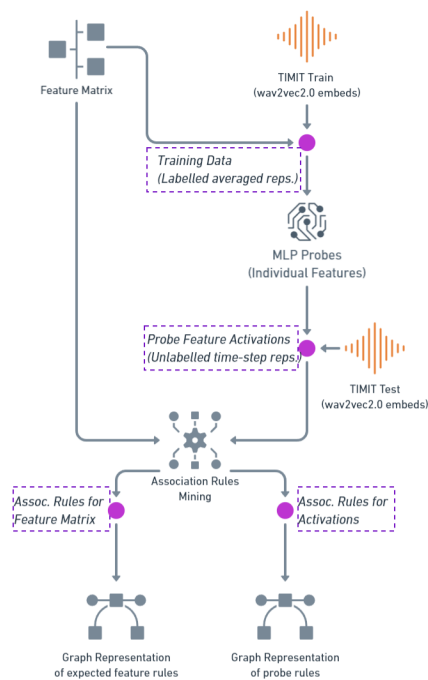 Feature Matrix
TIMIT Train
(wav2vec2.0 embeds)
Training Data
(Labelled averaged reps.)
MLP Probes
(Individual Features)
Probe Feature Activations
(Unlabelled time-step reps.)
TIMIT Test
(wav2vec2.0 embeds)
Association Rules
Mining
Assoc. Rules for
Feature Matrix
Assoc. Rules for
Activations
Graph Representation
of expected feature rules
Graph Representation
of probe rules